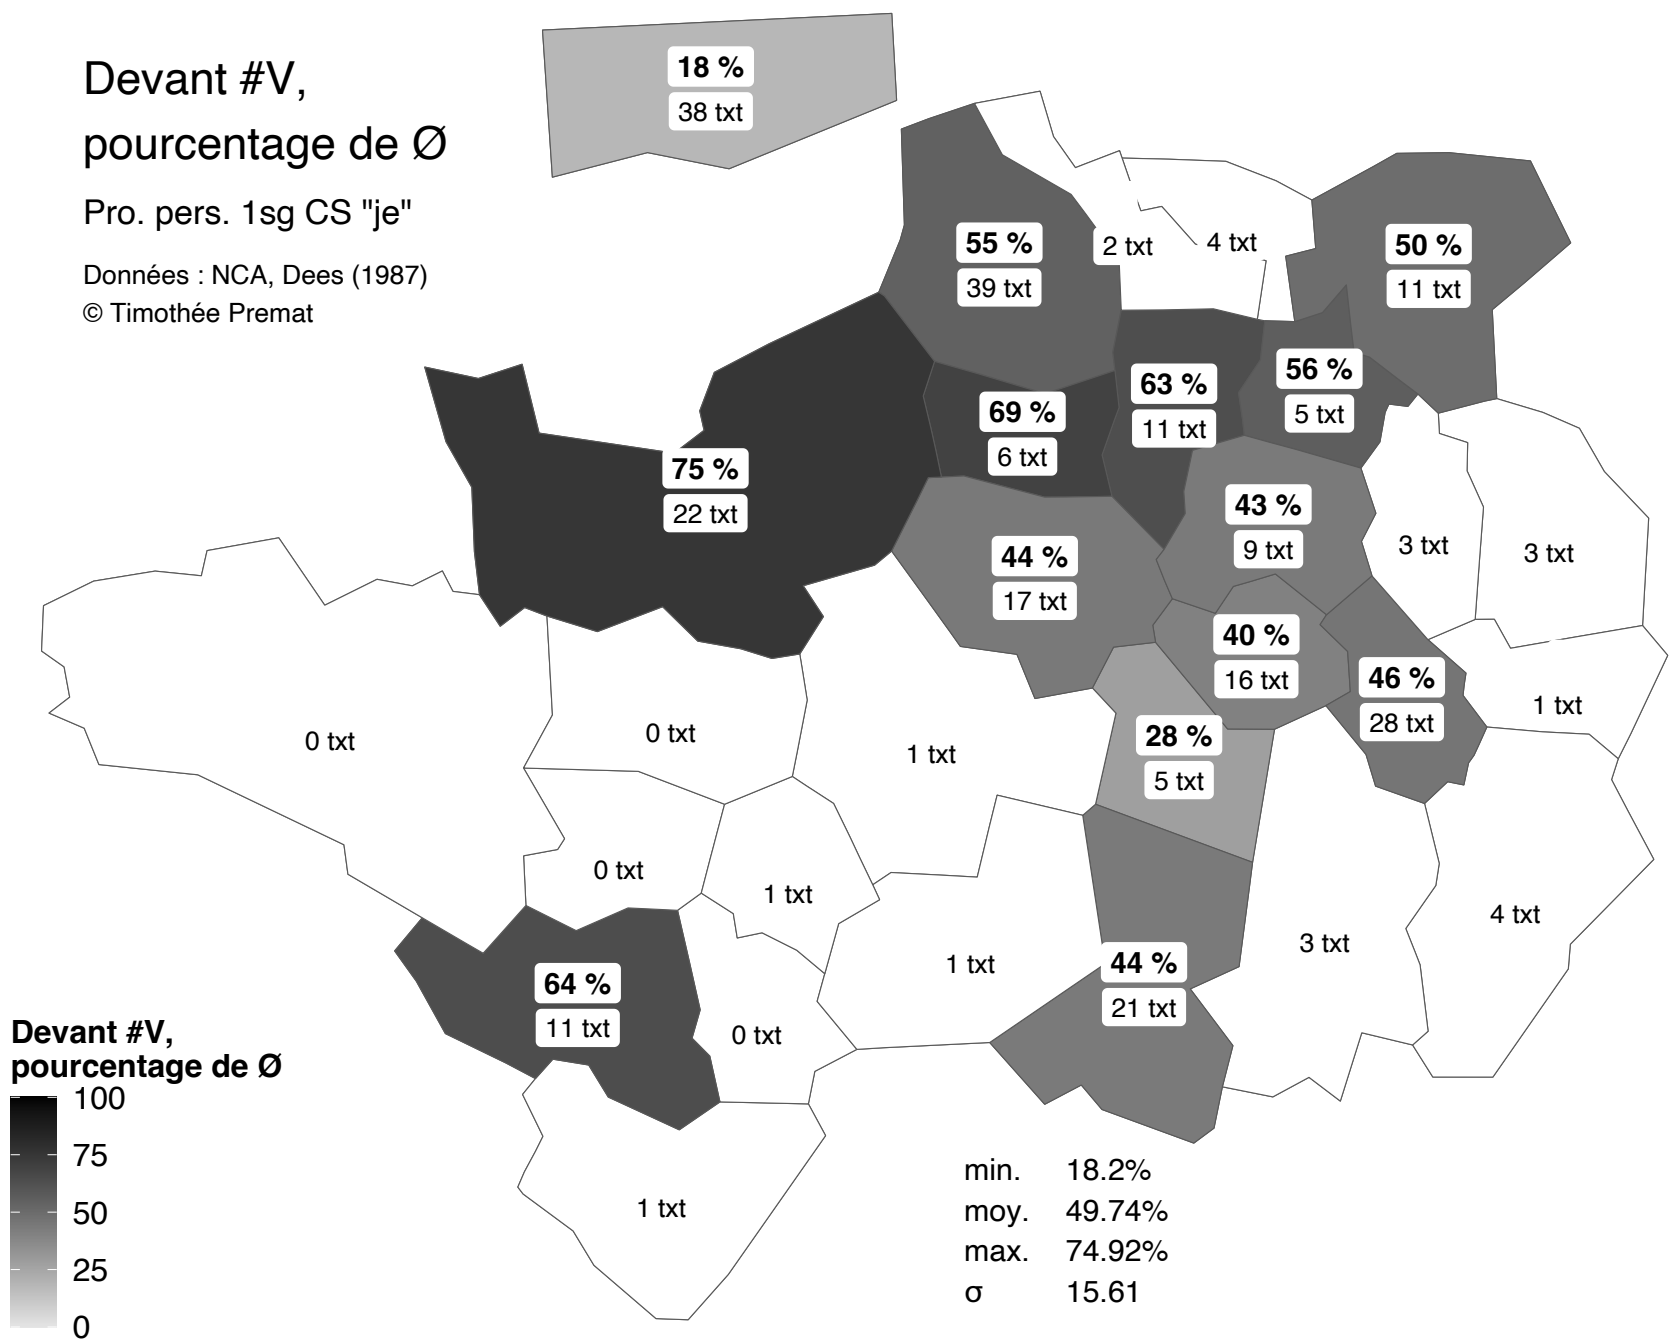 Devant #V,
pourcentage de Ø
Pro. pers. 1sg CS "je"
Données : NCA, Dees (1987)
© Timothée Premat
18 %
38 txt
55 %
39 txt
2 txt
4 txt
50 %
11 txt
56 %
5 txt
63 %
11 txt
69 %
6 txt
75 %
22 txt
43 %
9 txt
3 txt
3 txt
44 %
17 txt
40 %
16 txt
46 %
28 txt
1 txt
0 txt
0 txt
1 txt
28 %
5 txt
0 txt
1 txt
4 txt
3 txt
1 txt
44 %
21 txt
64 %
11 txt
0 txt
1 txt
Devant #V,
pourcentage de Ø
100
75
50
25
0
min. 18.2%
moy. 49.74%
max. 74.92%
σ 15.61